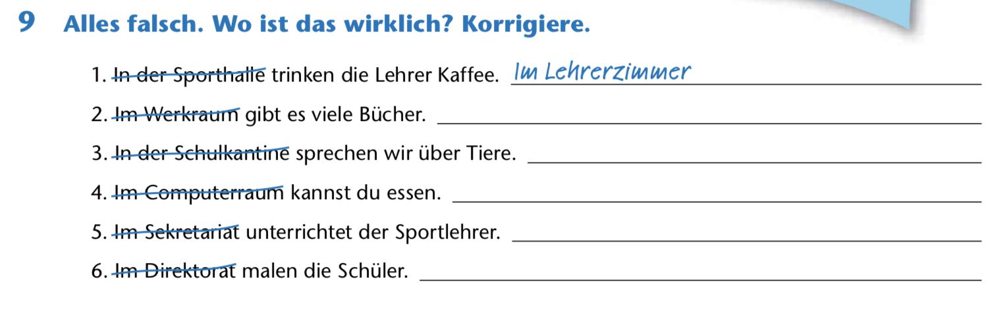 9 Alles falsch. Wo ist das wirklich? Korrigiere.
1. In der Sporthalle trinken die Lehrer Kaffee. Im Lehrerzimmer
2. Im Werkraum gibt es viele Bücher.
3. In der Schulkantine sprechen wir über Tiere.
4. Im Computerraum kannst du essen.
5. Im Sekretariat unterrichtet der Sportlehrer.
6. Im Direktorat malen die Schüler.